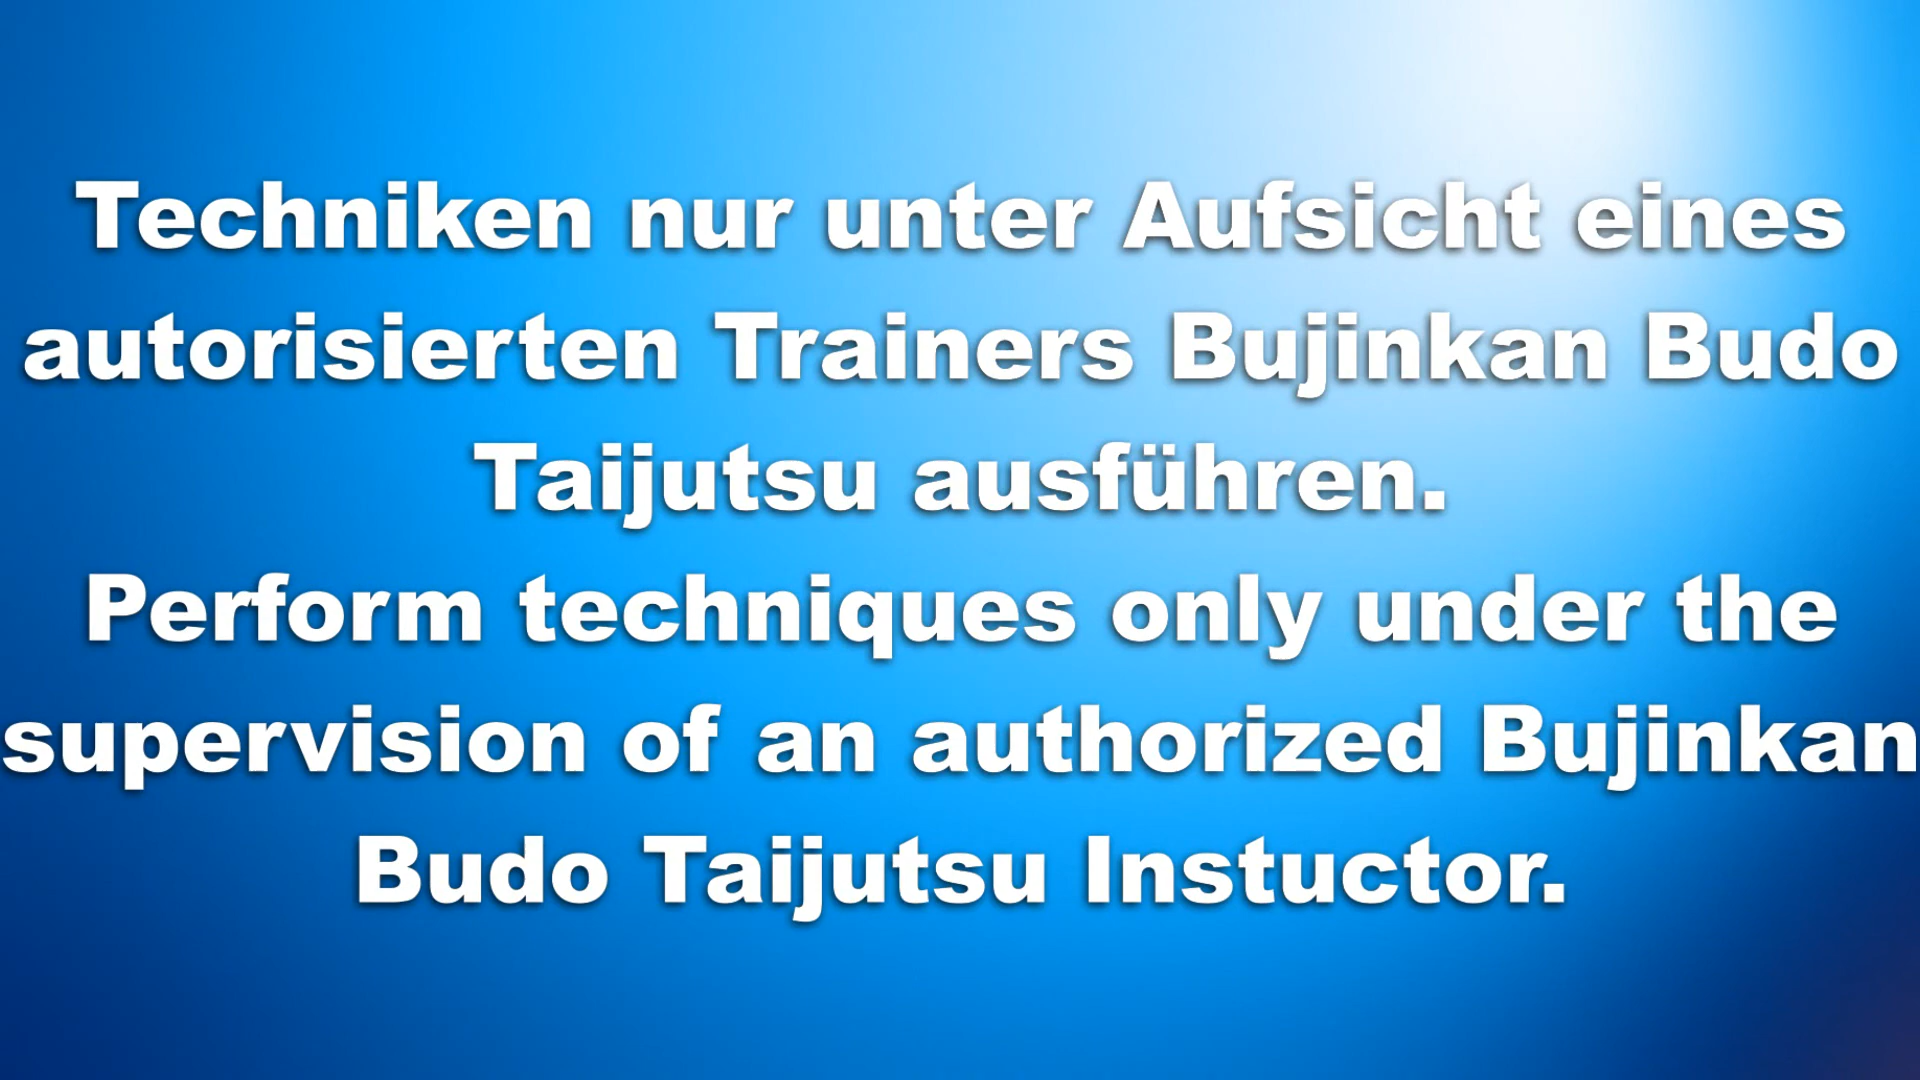 Techniken nur unter Aufsicht eines
autorisierten Trainers Bujinkan Budo
Taijutsu ausführen.
Perform techniques only under the
supervision of an authorized Bujinkan
Budo Taijutsu Instuctor.